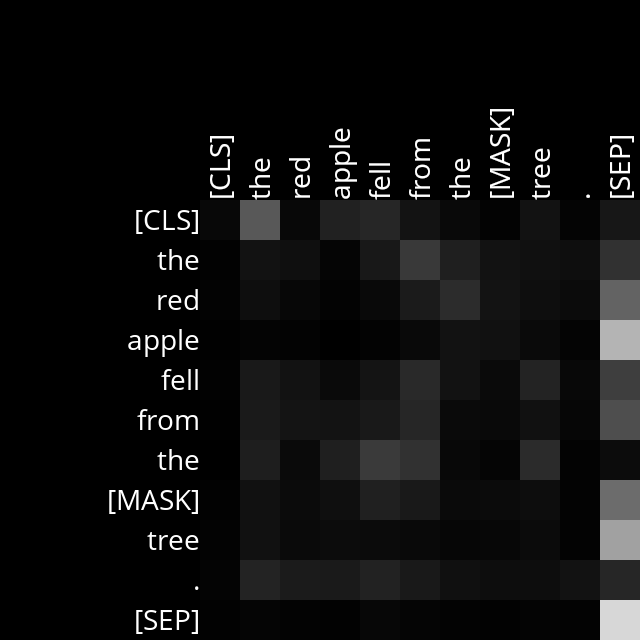 [CLS] the red apple fell from the [MASK] tree . [SEP]
[CLS]
the
red
apple
fell
from
the
[MASK]
tree
.
[SEP]